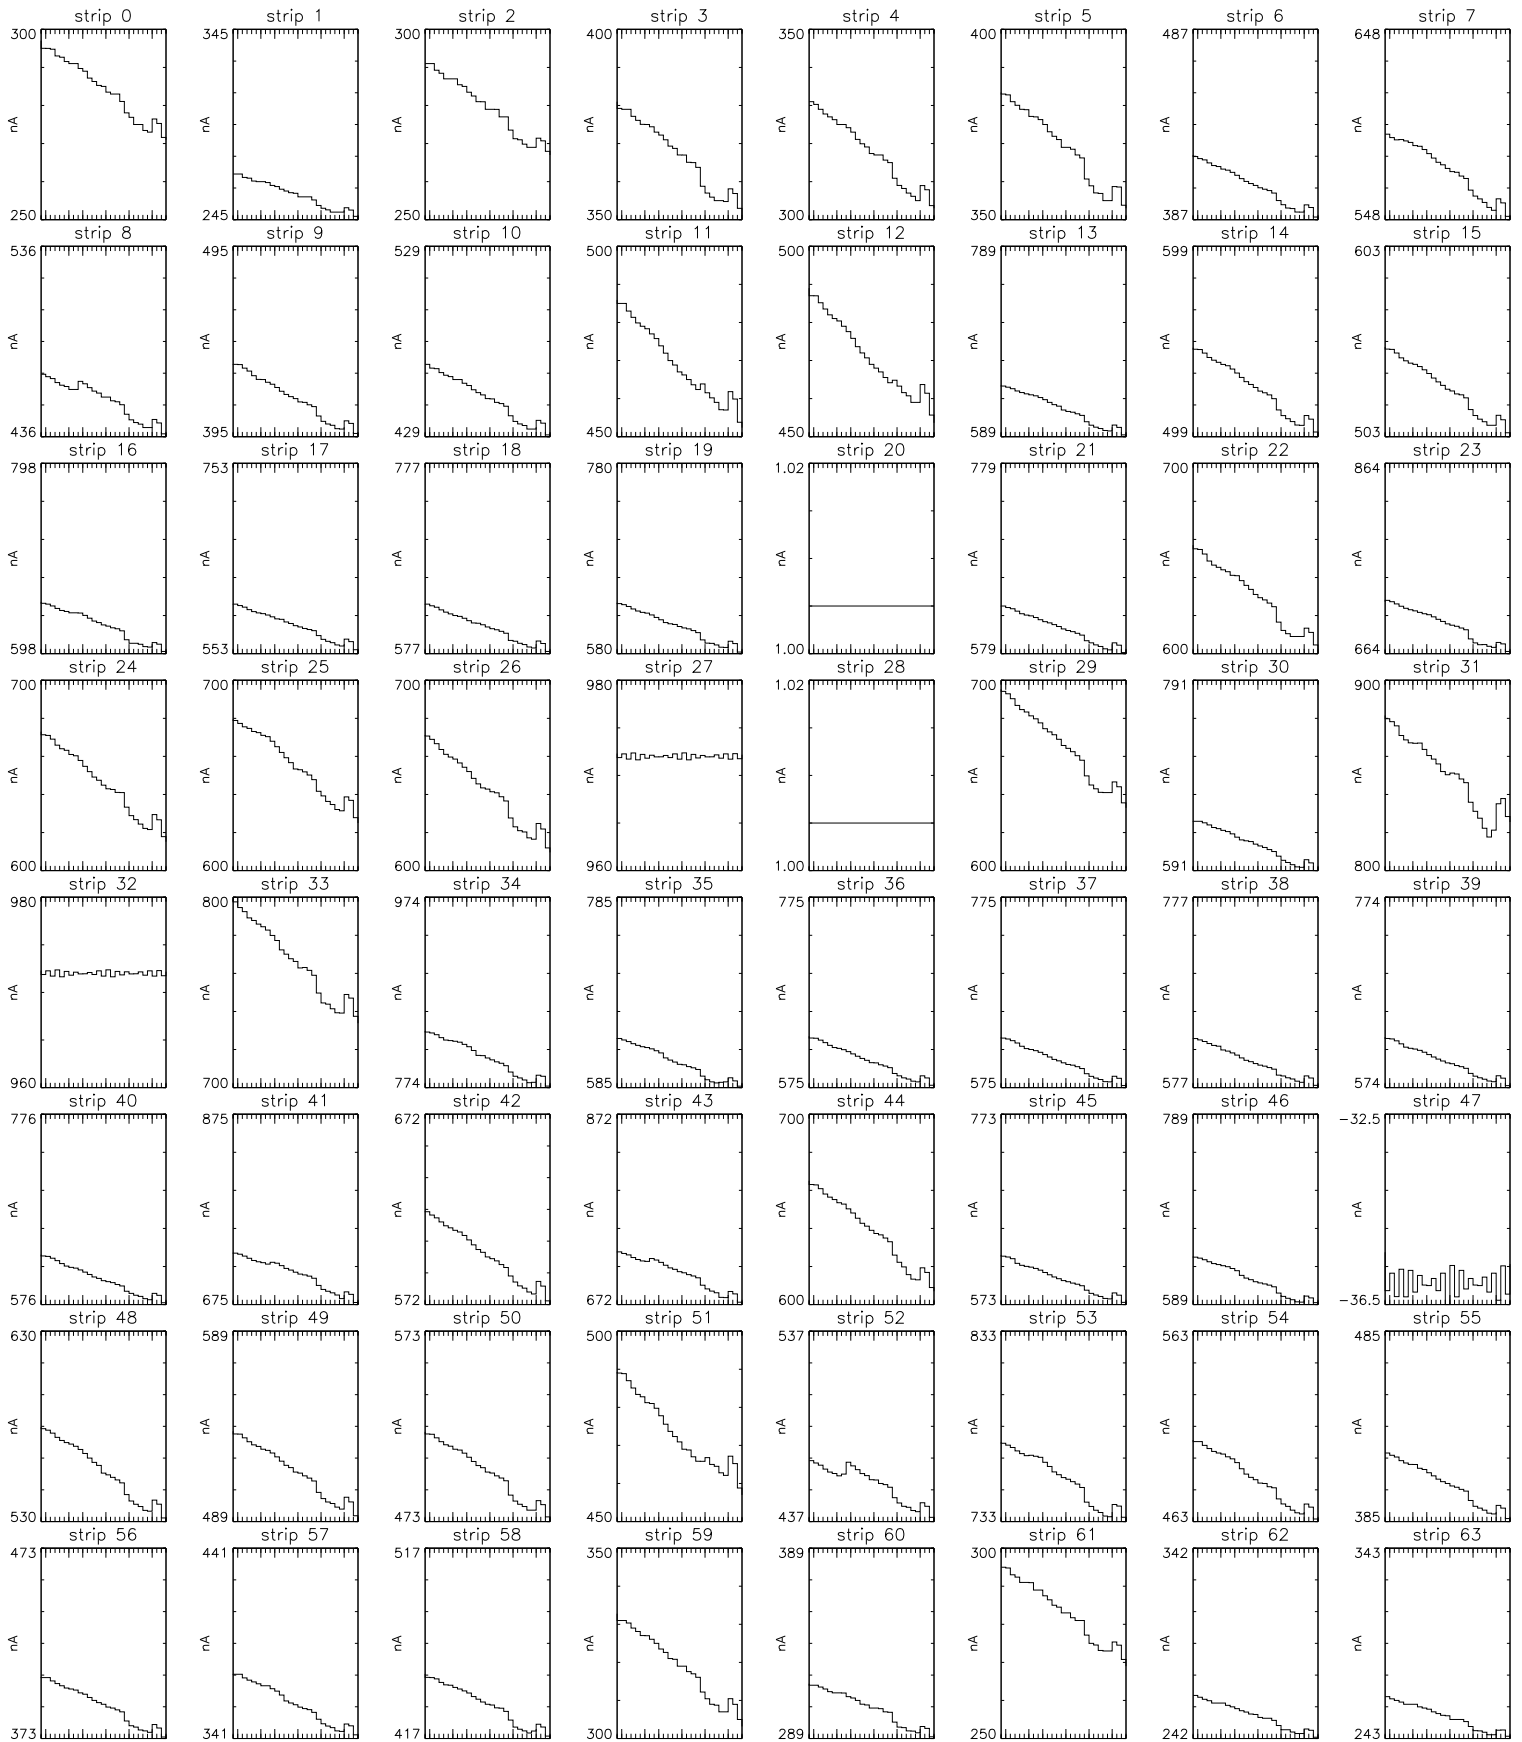 strip 0 strip 1 strip 2 strip 3 strip 4 strip 5 strip 6 strip 7
300 345 300 400 350 400 487 648
nA nA nA nA nA nA nA nA
250 245 250 350 300 350 387 548
strip 8 strip 9 strip 10 strip 11 strip 12 strip 13 strip 14 strip 15
536 495 529 500 500 789 599 603
nA nA nA nA nA nA nA nA
436 395 429 450 450 589 499 503
strip 16 strip 17 strip 18 strip 19 strip 20 strip 21 strip 22 strip 23
798 753 777 780 1.02 779 700 864
nA nA nA nA nA nA nA nA
598 553 577 580 1.00 579 600 664
strip 24 strip 25 strip 26 strip 27 strip 28 strip 29 strip 30 strip 31
700 700 700 980 1.02 700 791 900
nA nA nA nA nA nA nA nA
600 600 600 960 1.00 600 591 800
strip 32 strip 33 strip 34 strip 35 strip 36 strip 37 strip 38 strip 39
980 800 974 785 775 775 777 774
nA nA nA nA nA nA nA nA
960 700 774 585 575 575 577 574
strip 40 strip 41 strip 42 strip 43 strip 44 strip 45 strip 46 strip 47
776 875 672 872 700 773 789 −32.5
nA nA nA nA nA nA nA nA
576 675 572 672 600 573 589 −36.5
strip 48 strip 49 strip 50 strip 51 strip 52 strip 53 strip 54 strip 55
630 589 573 500 537 833 563 485
nA nA nA nA nA nA nA nA
530 489 473 450 437 733 463 385
strip 56 strip 57 strip 58 strip 59 strip 60 strip 61 strip 62 strip 63
473 441 517 350 389 300 342 343
nA nA nA nA nA nA nA nA
373 341 417 300 289 250 242 243